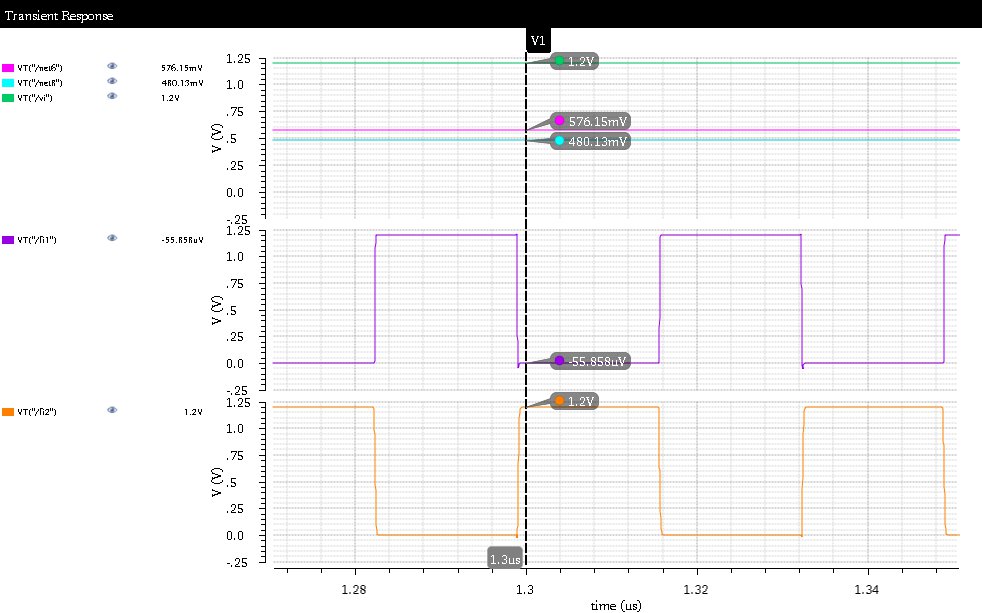 Transient Response
V1
VT("/net6") 576.15mV
VT("/net8") 480.13mV
VT("/vi") 1.2V
V (V)
1.25
1.0
.75
.5
.25
0.0
-.25
1.2V
576.15mV
480.13mV
VT("/fi1") -55.858uV
V (V)
1.25
1.0
.75
.5
.25
0.0
-.25
-55.858uV
VT("/fi2") 1.2V
V (V)
1.25
1.0
.75
.5
.25
0.0
-.25
1.2V
1.3us
1.28 1.3 1.32 1.34
time (us)